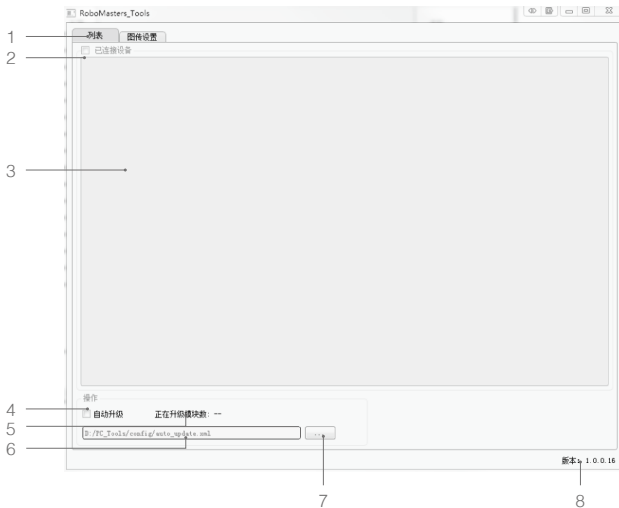 RoboMasters_Tools
1
列表 图传设置
已连接设备
2
3
操作
4
自动升级 正在升级模块数: --
5
D:/PC_Tools/config/auto_update.xml
...
6
版本: 1.0.0.16
7 8